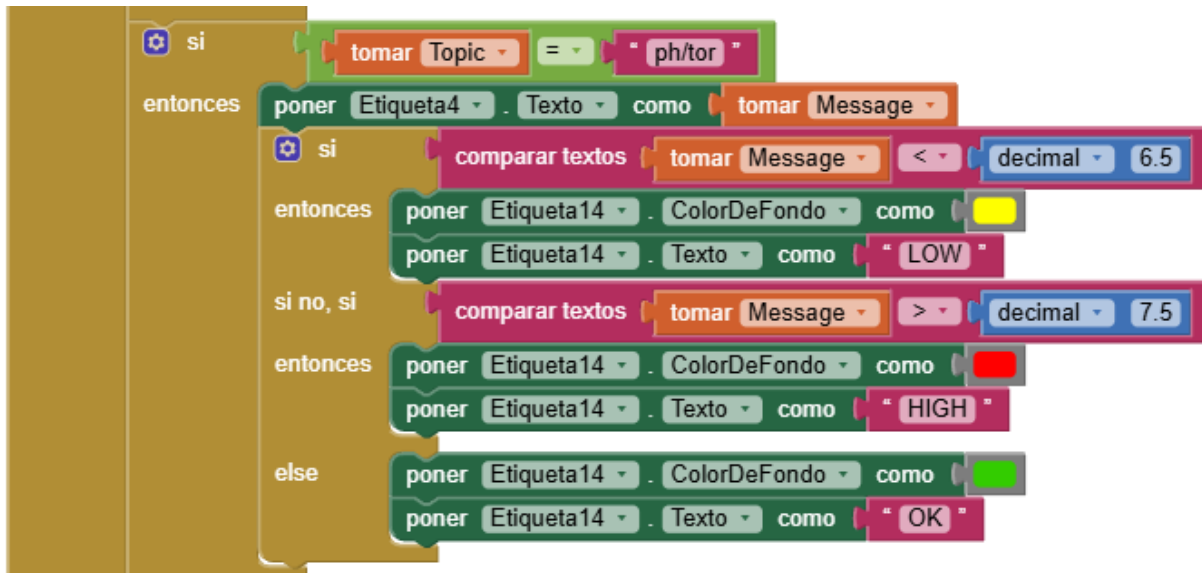 si tomar Topic = “ ph/tor ”
entonces poner Etiqueta4 . Texto como tomar Message
si comparar textos tomar Message < decimal 6.5
entonces poner Etiqueta14 . ColorDeFondo como
poner Etiqueta14 . Texto como “ LOW ”
si no, si comparar textos tomar Message > decimal 7.5
entonces poner Etiqueta14 . ColorDeFondo como
poner Etiqueta14 . Texto como “ HIGH ”
else poner Etiqueta14 . ColorDeFondo como
poner Etiqueta14 . Texto como “ OK ”